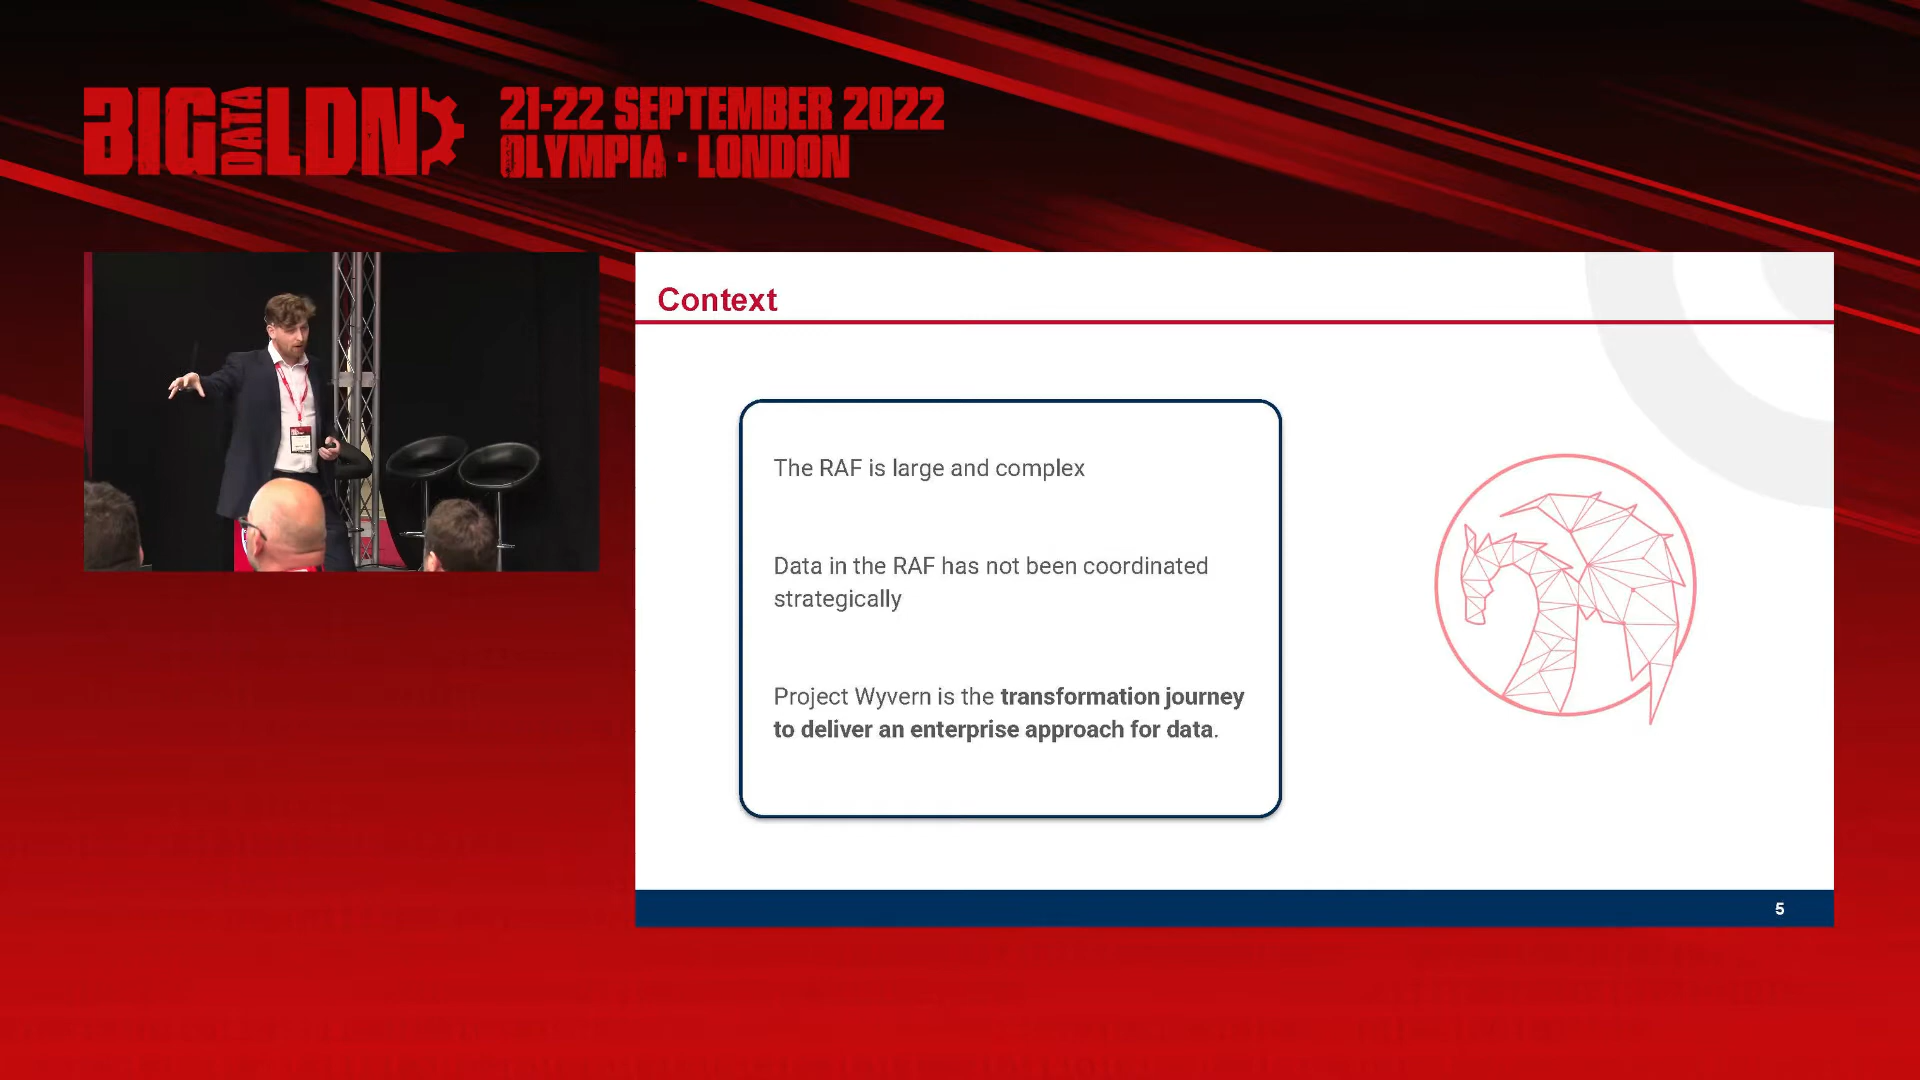 BIG DATA LDN
21-22 SEPTEMBER 2022
OLYMPIA · LONDON
Context
The RAF is large and complex
Data in the RAF has not been coordinated
strategically
Project Wyvern is the transformation journey
to deliver an enterprise approach for data.
5